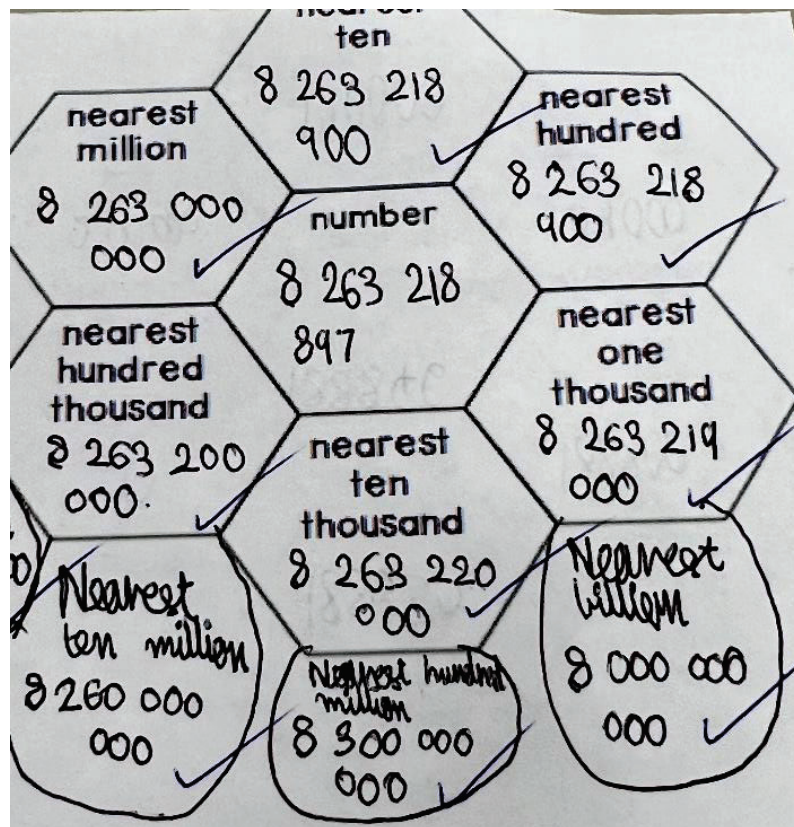 nearest
ten
8 263 218
900
nearest
million
8 263 000
000
nearest
hundred
8 263 218
900
number
8 263 218
897
nearest
hundred
thousand
8 263 200
000.
nearest
ten
thousand
8 263 220
000
nearest
one
thousand
8 263 219
000
Nearest
ten million
8 260 000
000
Nearest hundred
million
8 300 000
000
Nearest
billion
8 000 000
000